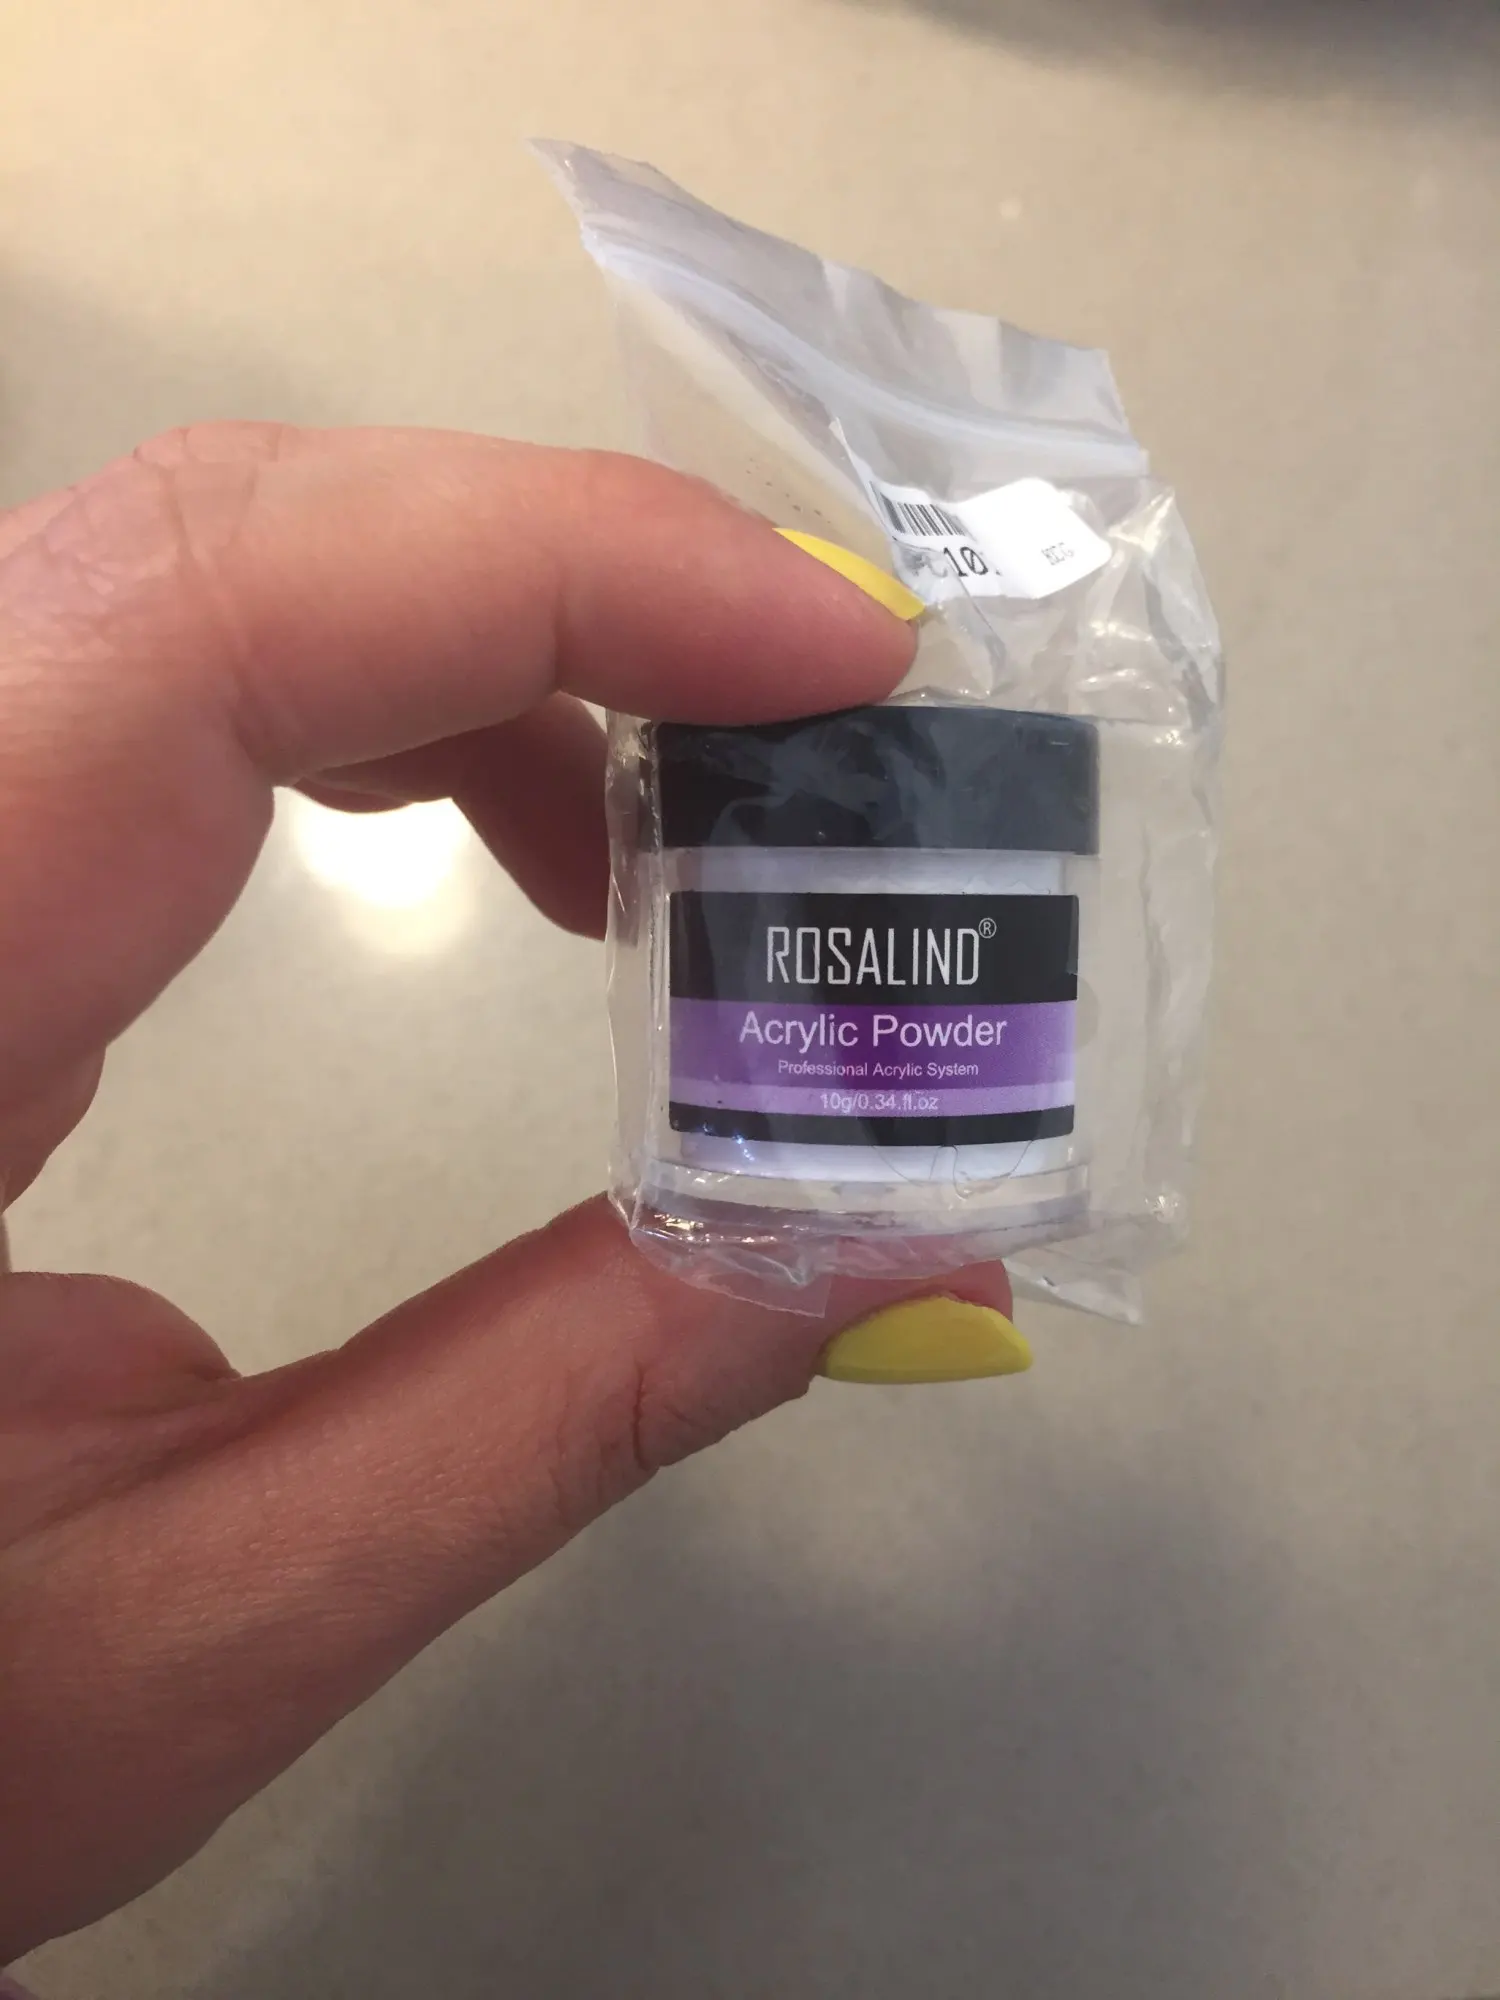 ROSALIND®
Acrylic Powder
Professional Acrylic System
10g/0.34.fl.oz